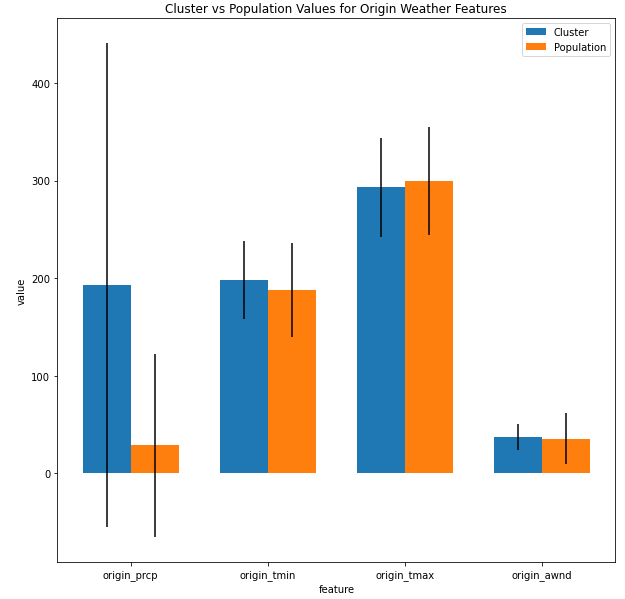 Cluster vs Population Values for Origin Weather Features
Cluster
Population
400
300
200
100
0
value
origin_prcp origin_tmin origin_tmax origin_awnd
feature